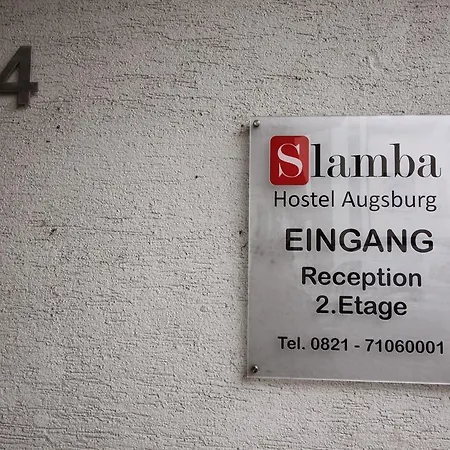 4
Slamba
Hostel Augsburg
EINGANG
Reception
2.Etage
Tel. 0821 - 71060001